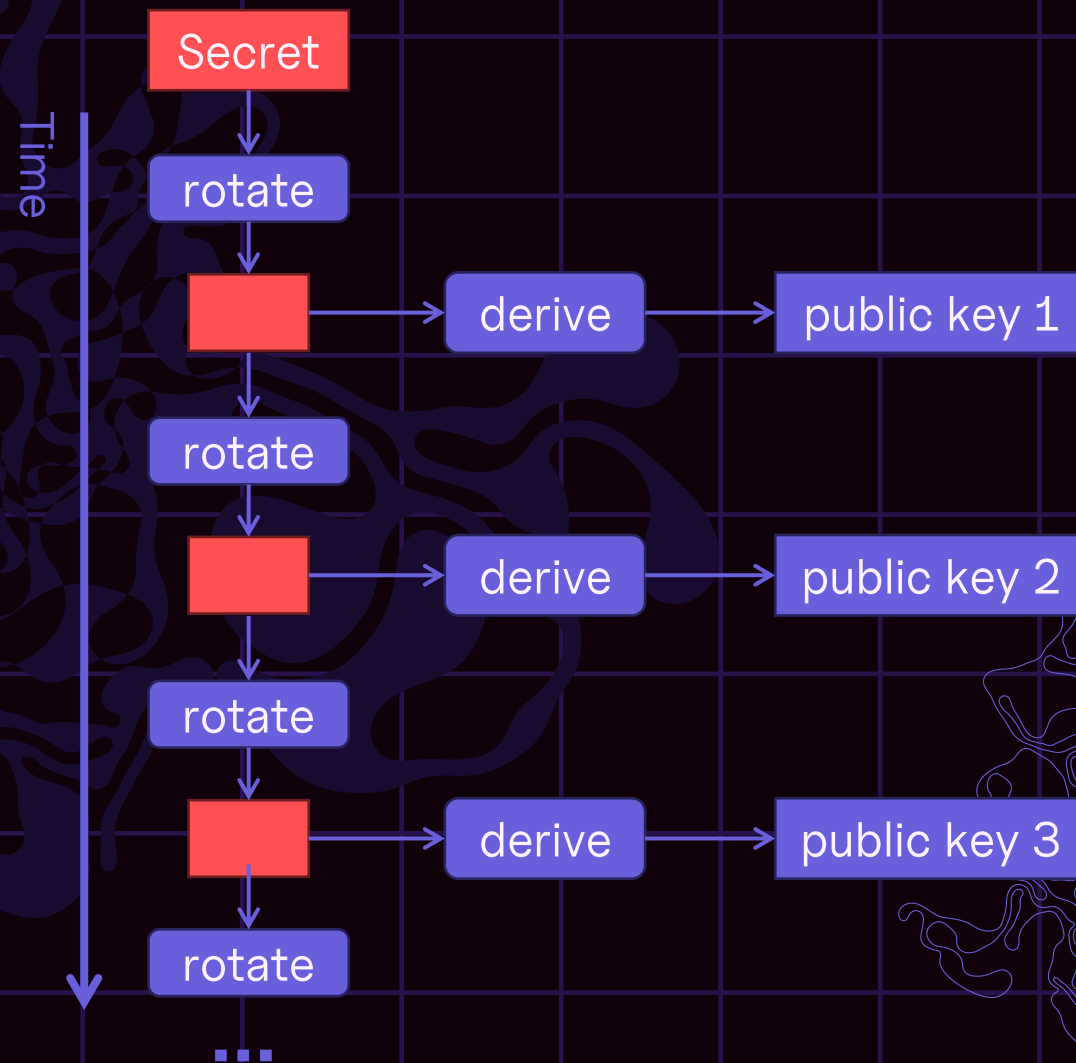 Secret
Time
rotate
derive
public key 1
rotate
derive
public key 2
rotate
derive
public key 3
rotate
...